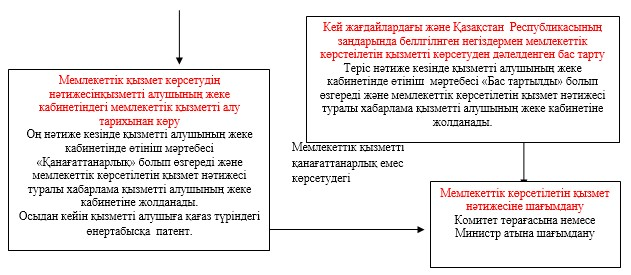 Мемлекеттік қызмет көрсетудің
нәтижесінқызметті алушының жеке
кабинетіндегі мемлекеттік қызметті алу
тарихынан көру
Оң нәтиже кезінде қызметті алушының жеке
кабинетінде өтініш мәртебесі
«Қанағаттанарлық» болып өзгереді және
мемлекеттік көрсетілетін қызмет нәтижесі
туралы хабарлама қызметті алушының жеке
кабинетіне жолданады.
Осыдан кейін қызметті алушыға қағаз түріндегі
өнертабысқа патент.
Кей жағдайлардағы және Қазақстан Республикасының
заңдарында беллгілнген негіздермен мемлекеттік
көрстеілетін қызметті көрсетуден дәлелденген бас тарту
Теріс нәтиже кезінде қызметті алушының жеке
кабинетінде өтініш мәртебесі «Бас тартылды» болып
өзгереді және мемлекеттік көрсетілетін қызмет нәтижесі
туралы хабарлама қызметті алушының жеке кабинетіне
жолданады.
Мемлекеттік қызметті
қанағаттанарлық емес
көрсетудегі
Мемлекеттік көрсетілетін қызмет
нәтижесіне шағымдану
Комитет төрағасына немесе
Министр атына шағымдану